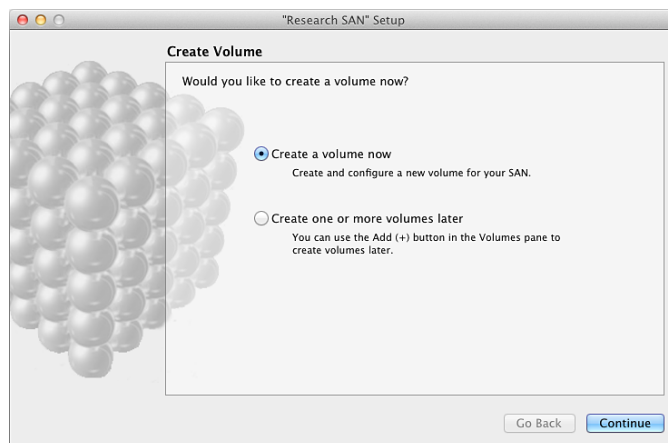 "Research SAN" Setup
Create Volume
Would you like to create a volume now?
Create a volume now
Create and configure a new volume for your SAN.
Create one or more volumes later
You can use the Add (+) button in the Volumes pane to
create volumes later.
Go Back
Continue